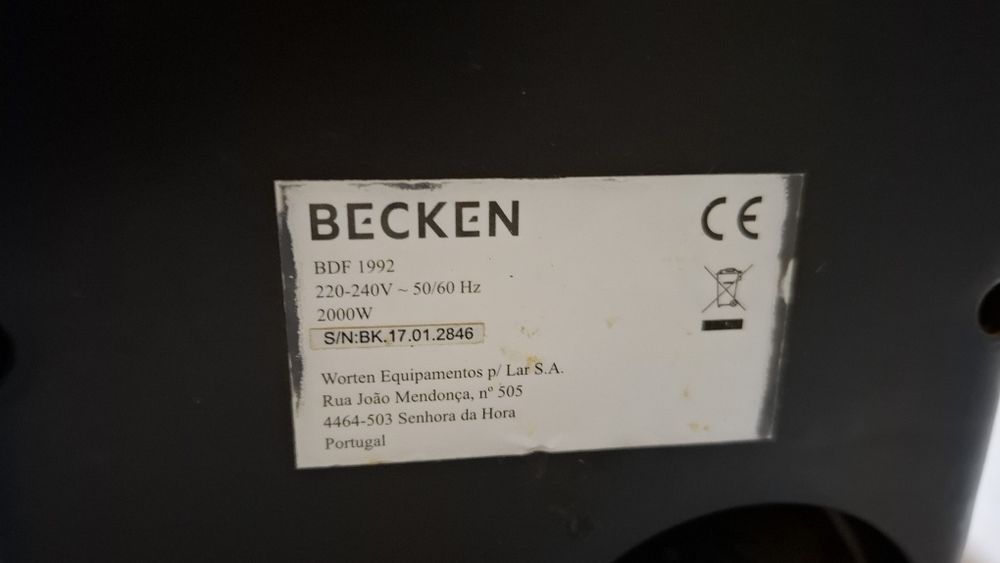 BECKEN
CE
BDF 1992
220-240V ~ 50/60 Hz
2000W
S/N:BK.17.01.2846
Worten Equipamentos p/ Lar S.A.
Rua João Mendonça, nº 505
4464-503 Senhora da Hora
Portugal